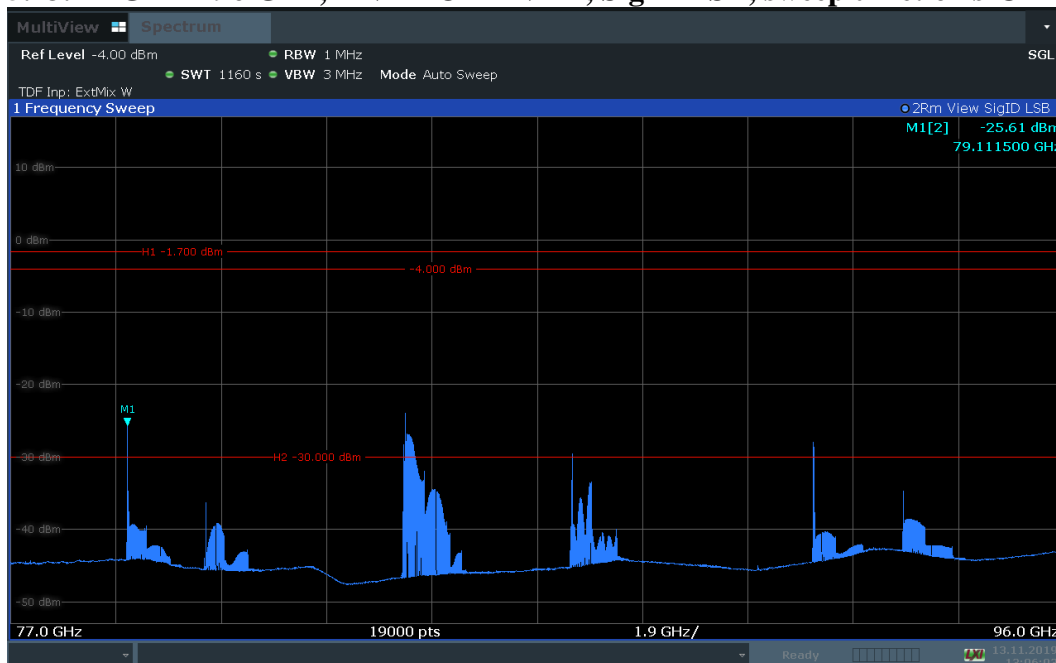 MultiView Spectrum
Ref Level -4.00 dBm RBW 1 MHz SGL
SWT 1160 s VBW 3 MHz Mode Auto Sweep
TDF Inp: ExtMix W
1 Frequency Sweep 2Rm View SigID LSB
M1[2] -25.61 dBm
79.111500 GHz
10 dBm
0 dBm
H1 -1.700 dBm
-4.000 dBm
-10 dBm
-20 dBm
M1
-30 dBm
H2 -30.000 dBm
-40 dBm
-50 dBm
77.0 GHz 19000 pts 1.9 GHz/ 96.0 GHz
Ready 13.11.2019